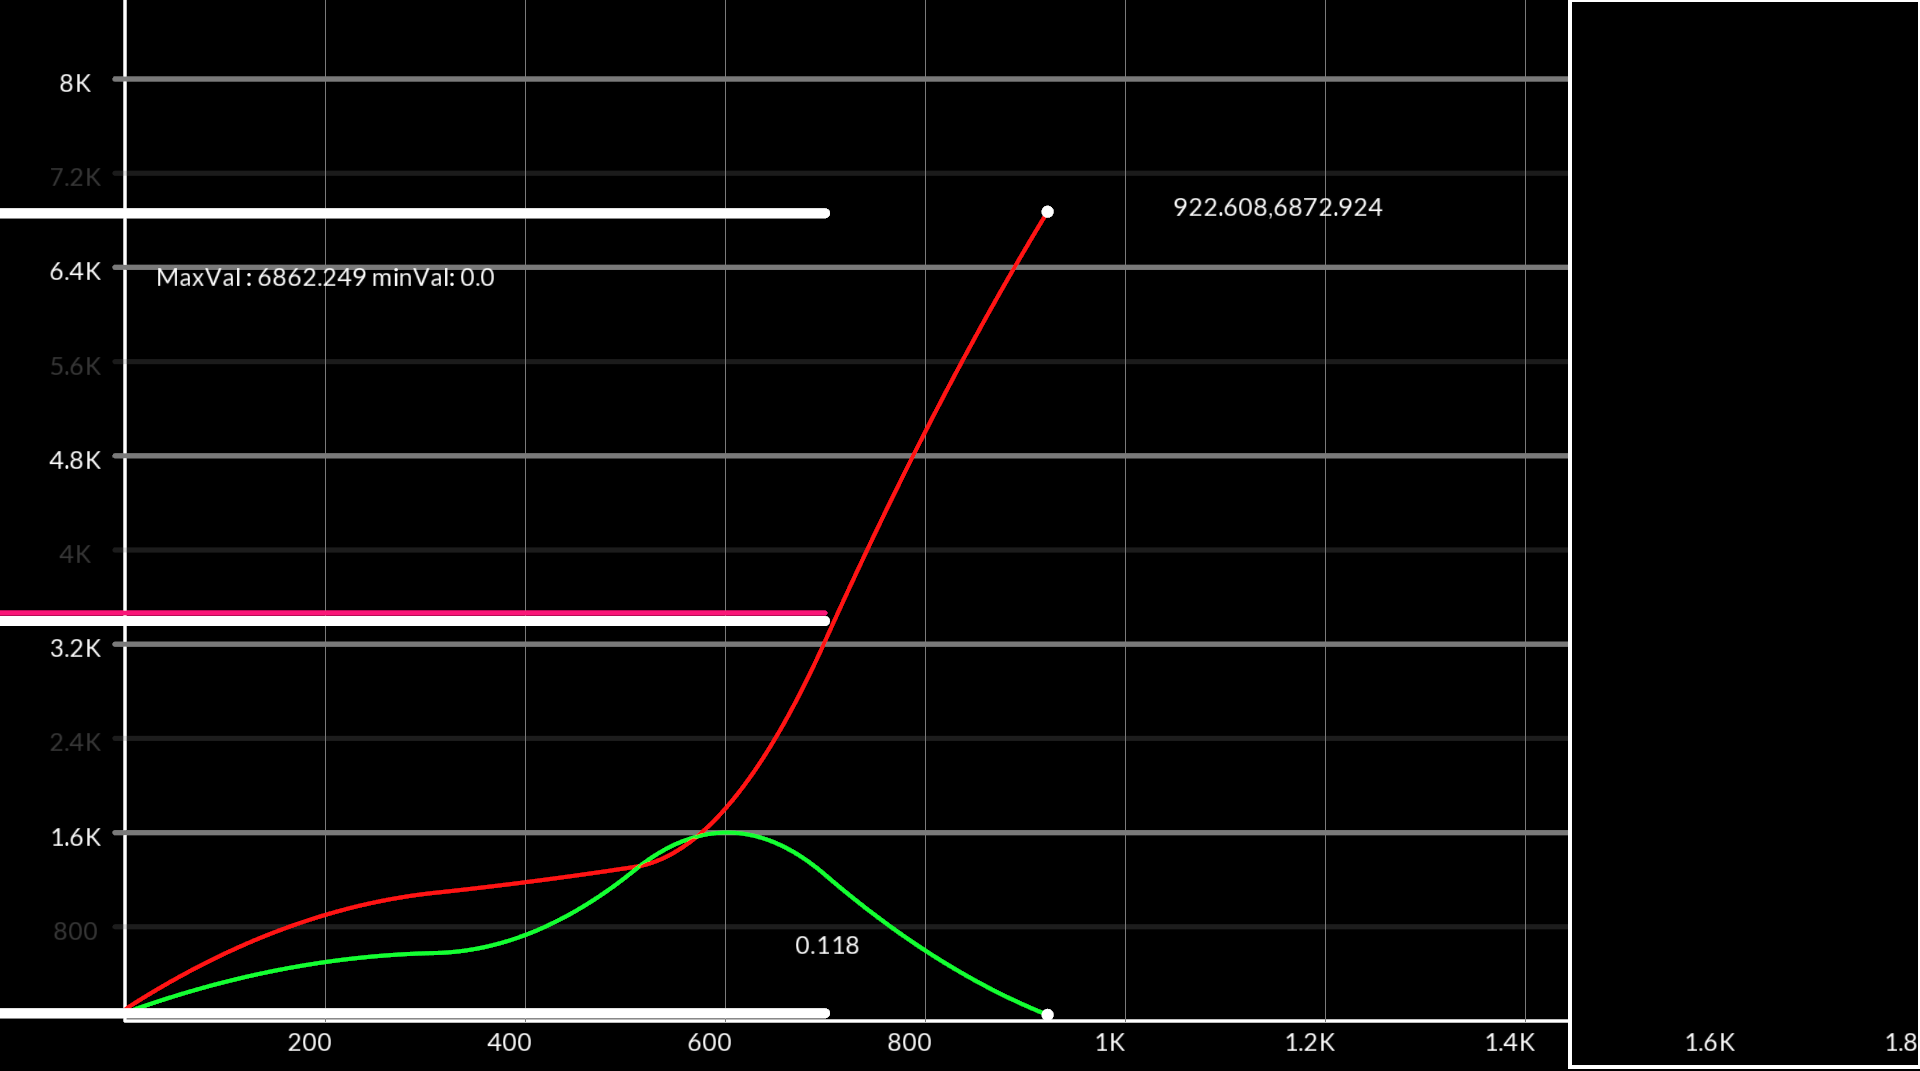 8K
7.2K
922.608,6872.924
6.4K
MaxVal : 6862.249 minVal: 0.0
5.6K
4.8K
4K
3.2K
2.4K
1.6K
800
0.118
200 400 600 800 1K 1.2K 1.4K 1.6K 1.8